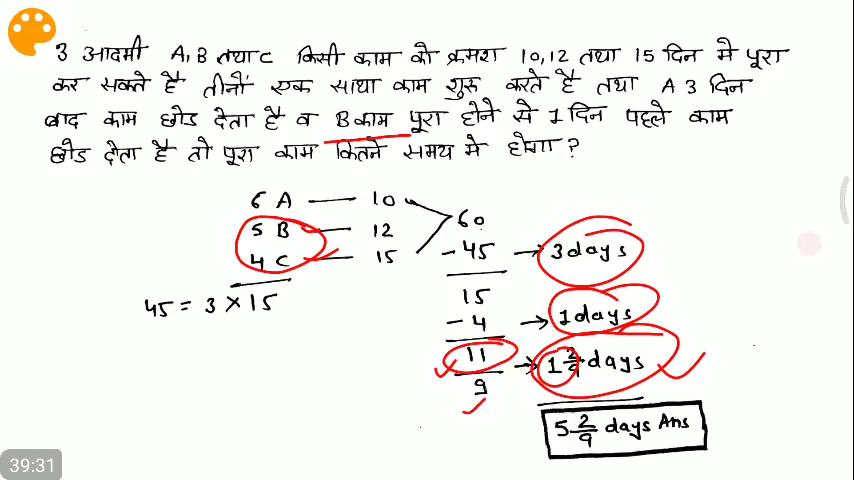 3 आदमी A, B तथा C किसी काम को क्रमश 10, 12 तथा 15 दिन मे पूरा
कर सकते है तीनों एक साथ काम शुरू करते है तथा A 3 दिन
बाद काम छोड देता है व B काम पूरा होने से 1 दिन पहले काम
छोड देता है तो पूरा काम कितने समय मे होगा ?
6 A — 10
5 B — 12
4 C — 15
45 = 3 × 15
60
- 45 → 3 days
15
- 4 → 1 days
11
9 → 1 2/9 days
5 2/9 days Ans
39:31